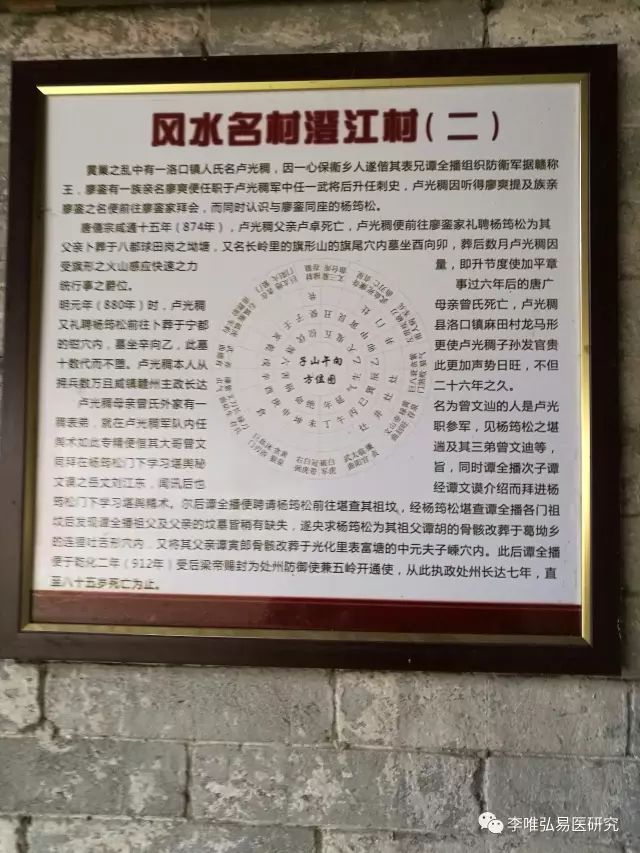 风水名村澄江村（二）
黄巢之乱中有一洛口镇人氏名卢光稠，因一心保衛乡人遂偕其表兄谭全播组织防衛军据赣称
王，廖銮有一族亲名廖爽便任职于卢光稠军中任一武将后升任刺史，卢光稠因听得廖爽提及族亲
廖銮之名便前往廖銮家拜会，而同时认识与廖銮同座的杨筠松。
唐僖宗咸通十五年（874年），卢光稠父亲卢卓死亡，卢光稠便前往廖銮家礼聘杨筠松为其
父亲卜葬于八都球田岗之坳塘，又名长岭里的旗形山的旗尾穴内墓坐酉向卯，葬后数月卢光稠因
受旗形之火山感应快速之力 量，即升节度使加平章
统行事之爵位。 事过六年后的唐广
明元年（880年）时，卢光稠 母亲曾氏死亡，卢光稠
又礼聘杨筠松前往卜葬于宁都 县洛口镇麻田村龙马形
的钳穴内，墓坐辛向乙，此墓 更使卢光稠子孙发官贵
十数代而不墮。卢光稠本人从 此更加声势日旺，不但
拥兵数万且威镇赣州主政长达 二十六年之久。
卢光稠母亲曾氏外家有一 名为曾文辿的人是卢光
稠表弟，就在卢光稠军队内任 职参军，见杨筠松之堪
舆术如此专精便偕其大哥曾文 遄及其三弟曾文迪等，
同拜在杨筠松门下学习堪舆秘 旨，同时谭全播次子谭
文谟之岳丈刘江东，闻讯后也 经谭文谟介绍而拜进杨
筠松门下学习堪舆精术。尔后谭全播便聘请杨筠松前往堪查其祖坟，经杨筠松堪查谭全播各门祖
坟后发现谭全播祖父及父亲的坟墓皆稍有缺失，遂央求杨筠松为其祖父谭胡的骨骸改葬于葛坳乡
的连迳吐舌形穴内，又将其父亲谭寅郎骨骸改葬于光化里表富塘的中元夫子嵊穴内。此后谭全播
便于乾化二年（912年）受后梁帝赐封为处州防御使兼五岭开通使，从此执政处州长达七年，直
至八十五岁死亡为止。
子山午向
方位图
李唯弘易医研究